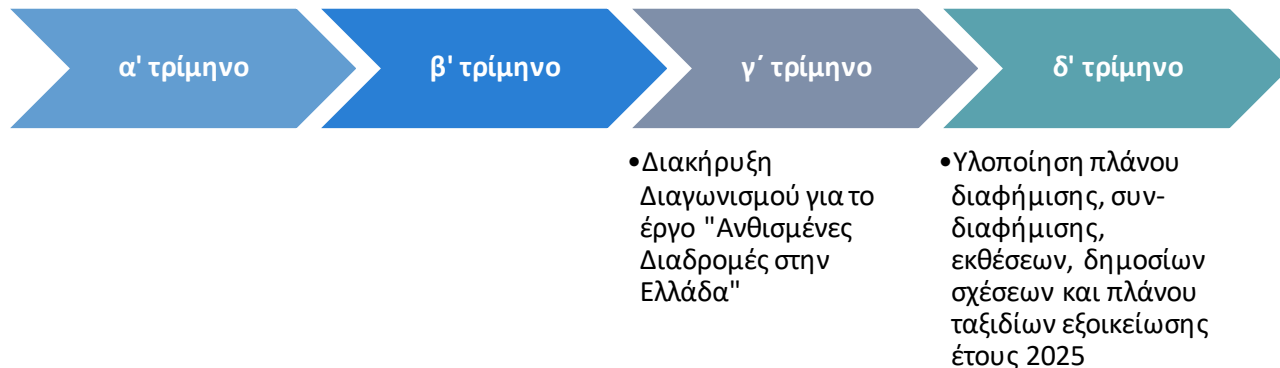 α' τρίμηνο
β' τρίμηνο
γ΄ τρίμηνο
δ' τρίμηνο
•Διακήρυξη
Διαγωνισμού για το
έργο "Ανθισμένες
Διαδρομές στην
Ελλάδα"
•Υλοποίηση πλάνου
διαφήμισης, συν-
διαφήμισης,
εκθέσεων, δημοσίων
σχέσεων και πλάνου
ταξιδίων εξοικείωσης
έτους 2025